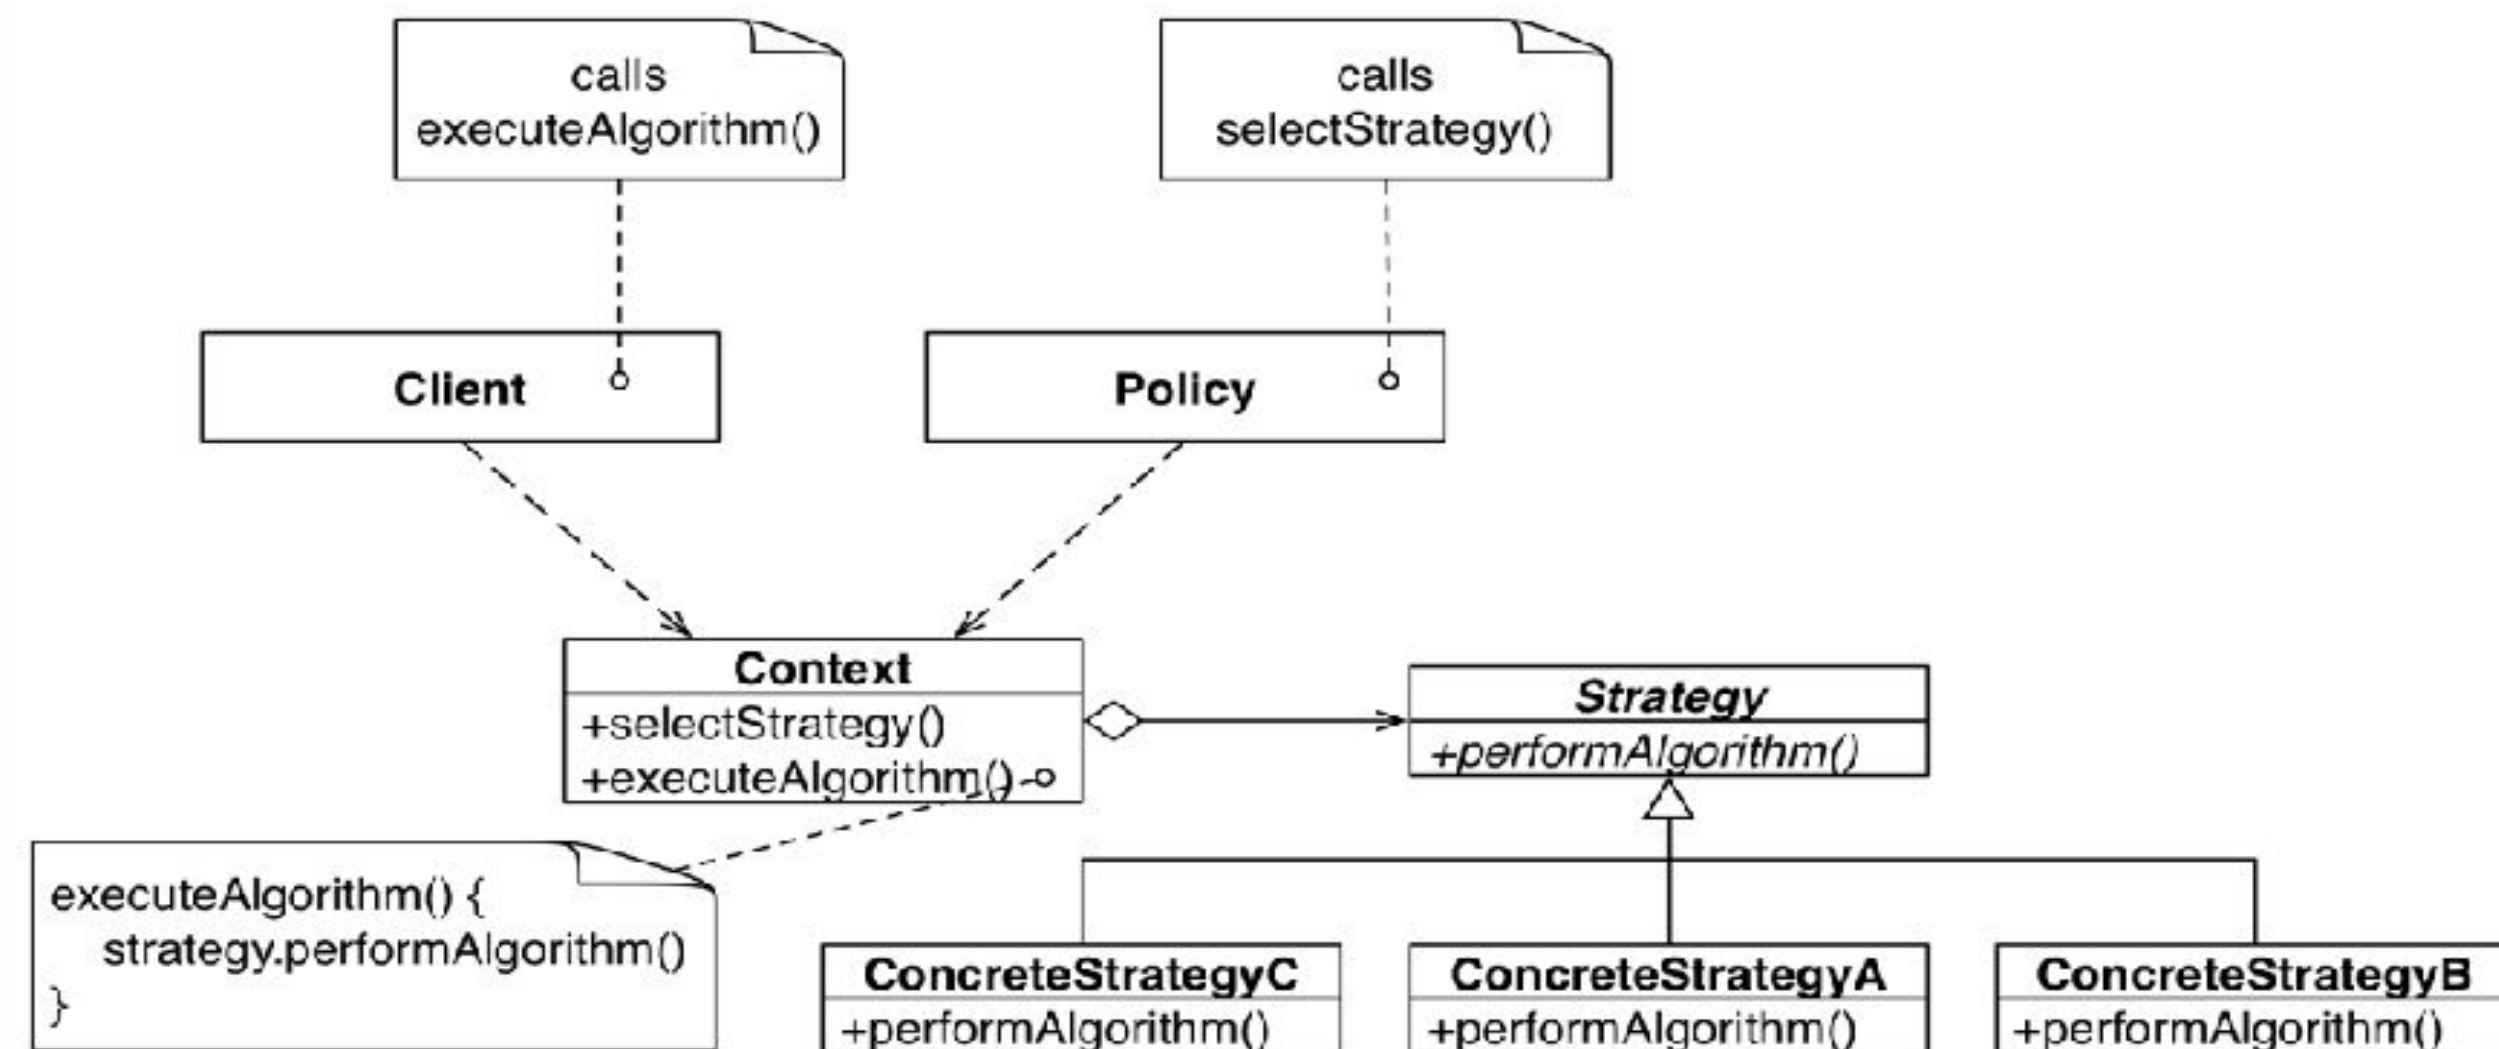 calls
executeAlgorithm()
calls
selectStrategy()
Client
Policy
Context
+selectStrategy()
+executeAlgorithm()
Strategy
+performAlgorithm()
executeAlgorithm() {
strategy.performAlgorithm()
}
ConcreteStrategyC
+performAlgorithm()
ConcreteStrategyA
+performAlgorithm()
ConcreteStrategyB
+performAlgorithm()